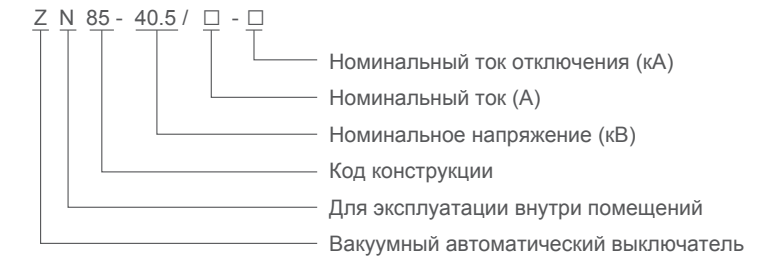 Z N 85 - 40.5 / □ - □
Номинальный ток отключения (кА)
Номинальный ток (А)
Номинальное напряжение (кВ)
Код конструкции
Для эксплуатации внутри помещений
Вакуумный автоматический выключатель